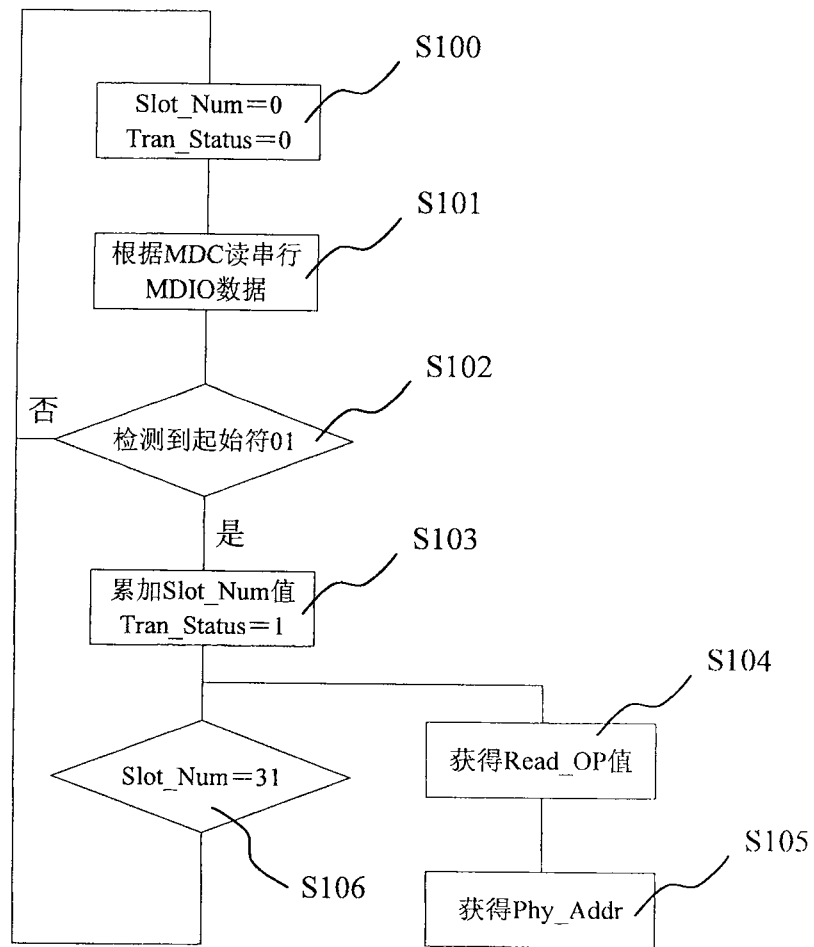 S100
Slot_Num=0
Tran_Status=0
S101
根据MDC读串行
MDIO数据
S102
否
检测到起始符01
是
S103
累加Slot_Num值
Tran_Status=1
S104
Slot_Num=31
获得Read_OP值
S105
S106
获得Phy_Addr